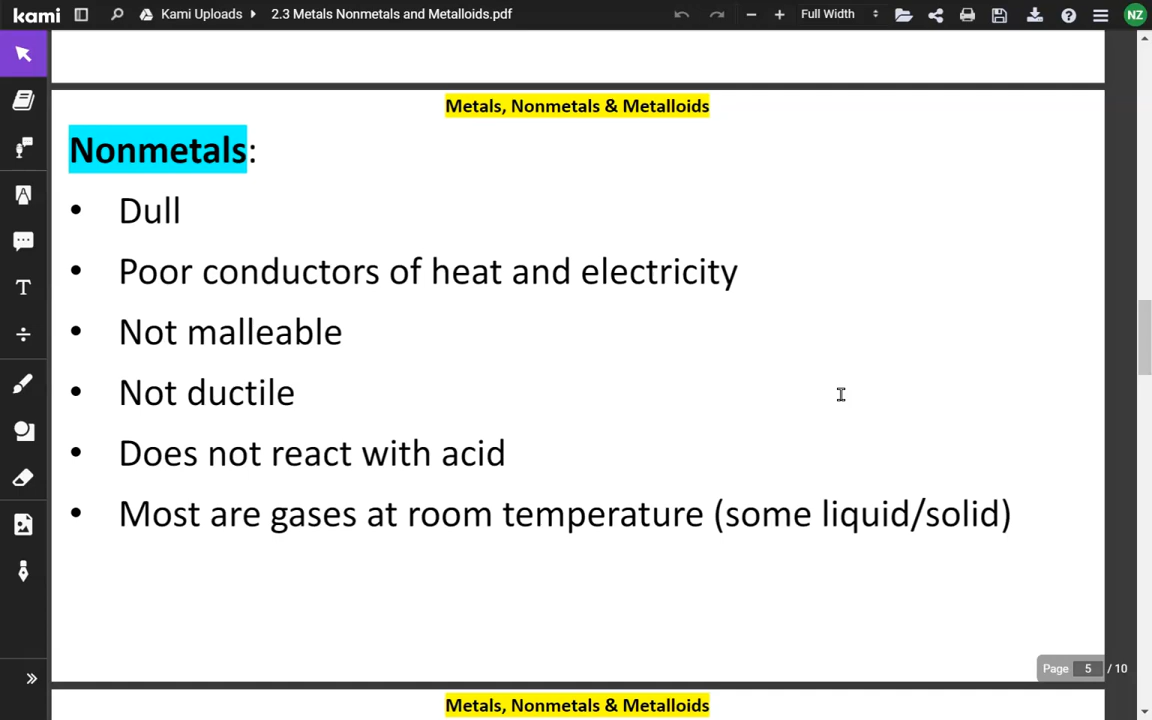 kami Kami Uploads 2.3 Metals Nonmetals and Metalloids.pdf Full Width NZ
Metals, Nonmetals & Metalloids
Nonmetals:
• Dull
• Poor conductors of heat and electricity
• Not malleable
• Not ductile
• Does not react with acid
• Most are gases at room temperature (some liquid/solid)
Page 5 / 10
Metals, Nonmetals & Metalloids